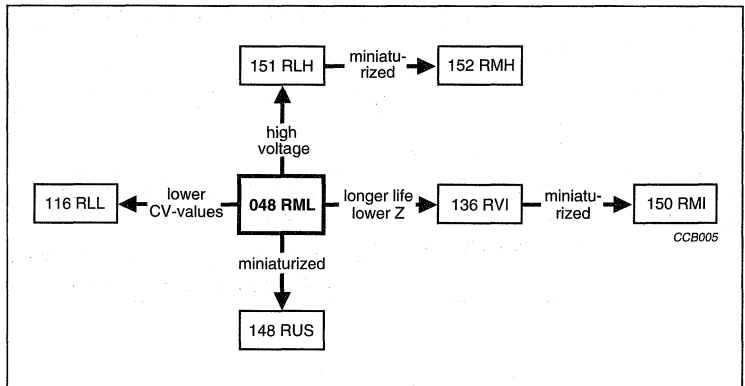 151 RLH
miniatu-
rized
152 RMH
high
voltage
116 RLL
lower
CV-values
048 RML
longer life
lower Z
136 RVI
miniatu-
rized
150 RMI
CCB005
miniaturized
148 RUS